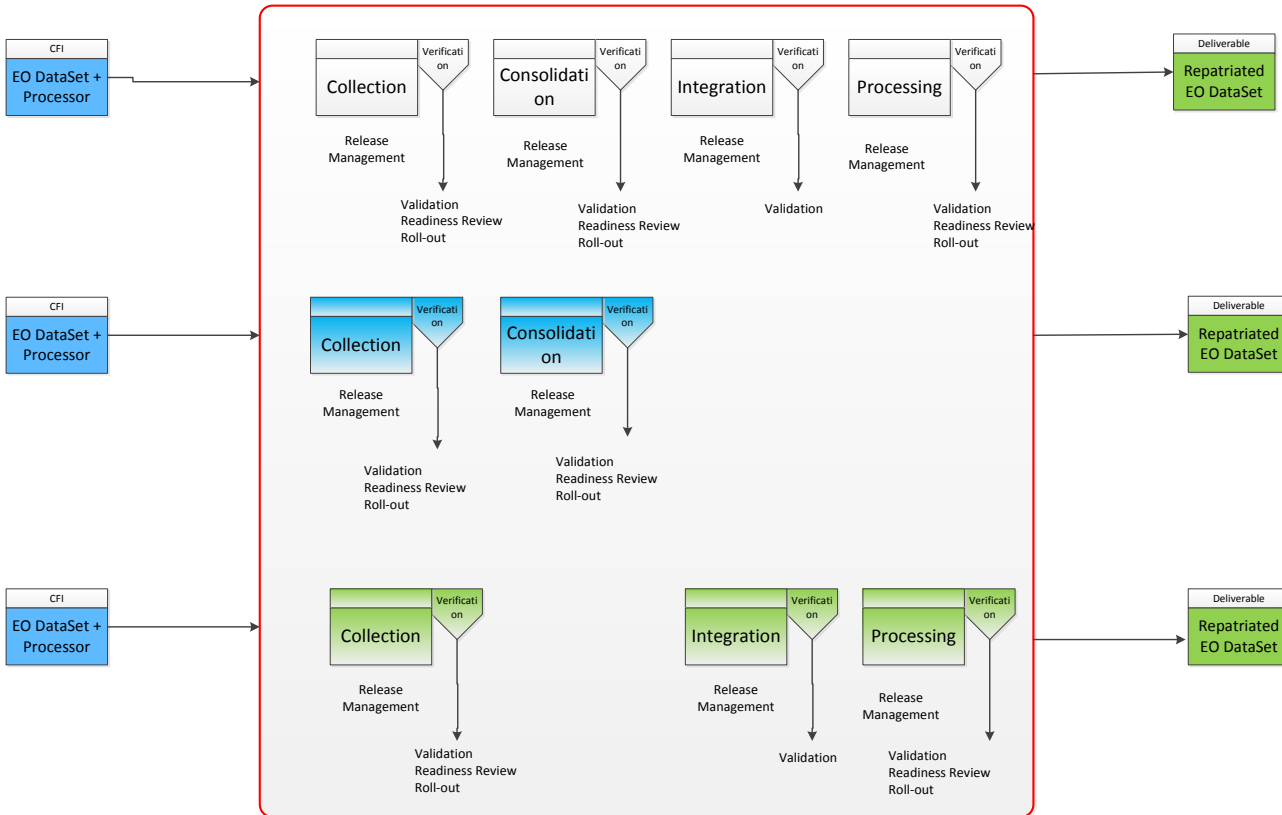 CFI
EO DataSet +
Processor
Collection
Verificati
on
Release
Management
Validation
Readiness Review
Roll-out
Consolidati
on
Verificati
on
Release
Management
Validation
Readiness Review
Roll-out
Integration
Verificati
on
Release
Management
Validation
Processing
Verificati
on
Release
Management
Validation
Readiness Review
Roll-out
Deliverable
Repatriated
EO DataSet
CFI
EO DataSet +
Processor
Collection
Verificati
on
Release
Management
Validation
Readiness Review
Roll-out
Consolidati
on
Verificati
on
Release
Management
Validation
Readiness Review
Roll-out
Deliverable
Repatriated
EO DataSet
CFI
EO DataSet +
Processor
Collection
Verificati
on
Release
Management
Validation
Readiness Review
Roll-out
Integration
Verificati
on
Release
Management
Validation
Processing
Verificati
on
Release
Management
Validation
Readiness Review
Roll-out
Deliverable
Repatriated
EO DataSet